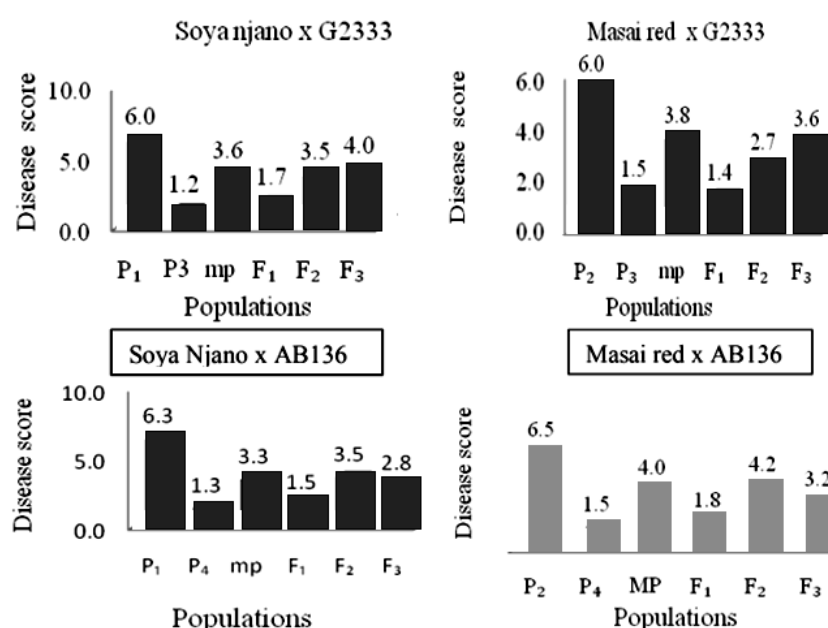 Soya njano x G2333
Disease score
10.0
5.0
0.0
6.0
1.2
3.6
1.7
3.5
4.0
P₁ P3 mp F₁ F₂ F₃
Populations
Masai red x G2333
Disease score
6.0
4.0
2.0
0.0
6.0
1.5
3.8
1.4
2.7
3.6
P₂ P₃ mp F₁ F₂ F₃
Populations
Soya Njano x AB136
Disease score
10.0
5.0
0.0
6.3
1.3
3.3
1.5
3.5
2.8
P₁ P₄ mp F₁ F₂ F₃
Populations
Masai red x AB136
Disease score
6.5
1.5
4.0
1.8
4.2
3.2
P₂ P₄ MP F₁ F₂ F₃
Populations